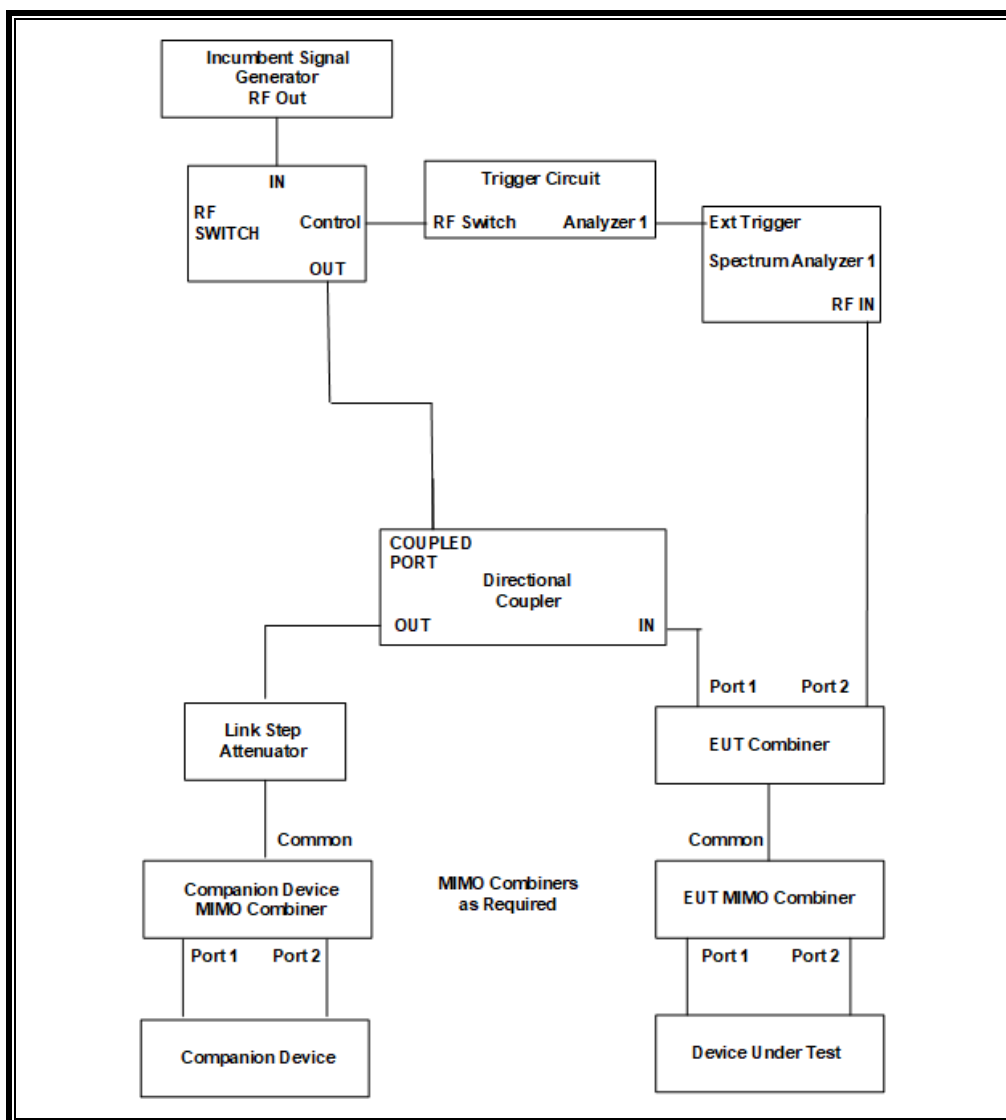 Incumbent Signal
Generator
RF Out
IN
RF
SWITCH
Control
OUT
Trigger Circuit
RF Switch
Analyzer 1
Ext Trigger
Spectrum Analyzer 1
RF IN
COUPLED
PORT
Directional
Coupler
OUT
IN
Port 1
Port 2
Link Step
Attenuator
EUT Combiner
Common
Common
Companion Device
MIMO Combiner
MIMO Combiners
as Required
EUT MIMO Combiner
Port 1
Port 2
Port 1
Port 2
Companion Device
Device Under Test